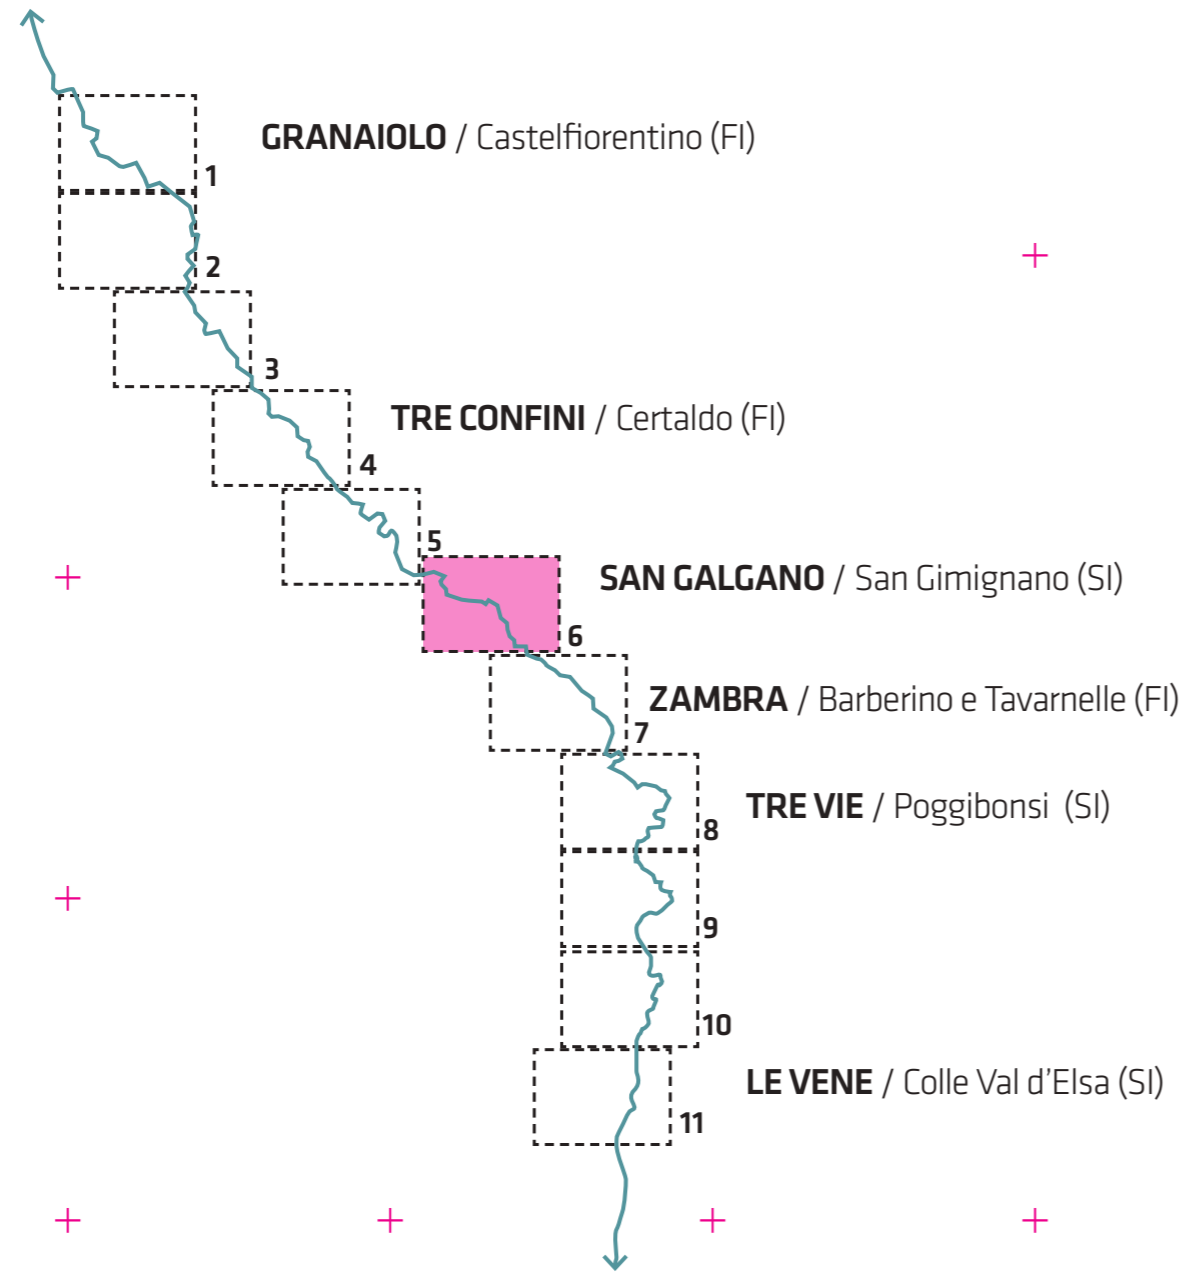 GRANAIOLO / Castelfiorentino (FI)
1
2
3
TRE CONFINI / Certaldo (FI)
4
5
SAN GALGANO / San Gimignano (SI)
6
ZAMBRA / Barberino e Tavarnelle (FI)
7
TRE VIE / Poggibonsi (SI)
8
9
10
LE VENE / Colle Val d’Elsa (SI)
11